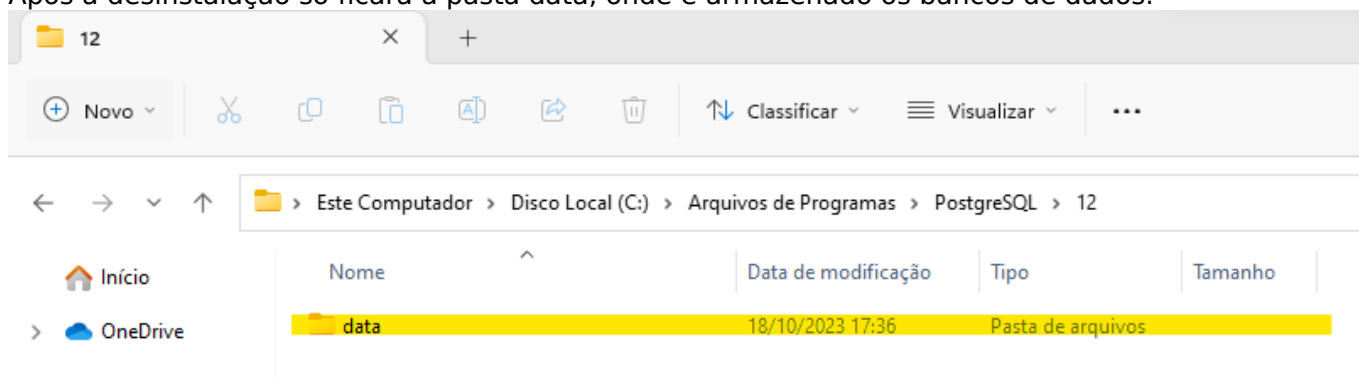 Após a desinstalação só ficará a pasta data, onde é armazenado os bancos de dados.
12
Novo
Classificar
Visualizar
Este Computador > Disco Local (C:) > Arquivos de Programas > PostgreSQL > 12
Início
Nome
Data de modificação
Tipo
Tamanho
OneDrive
data
18/10/2023 17:36
Pasta de arquivos